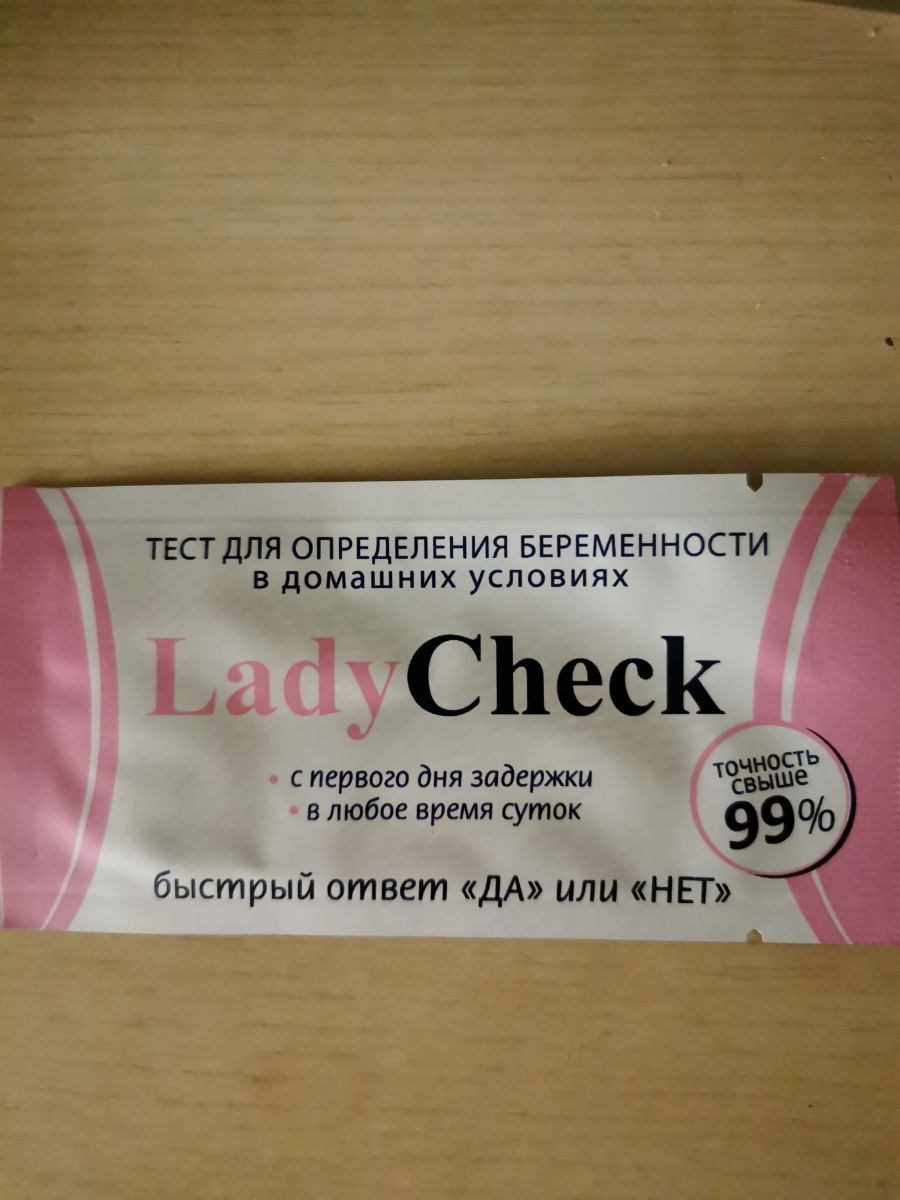 ТЕСТ ДЛЯ ОПРЕДЕЛЕНИЯ БЕРЕМЕННОСТИ
в домашних условиях
LadyCheck
• с первого дня задержки
• в любое время суток
точность
свыше
99%
быстрый ответ «ДА» или «НЕТ»